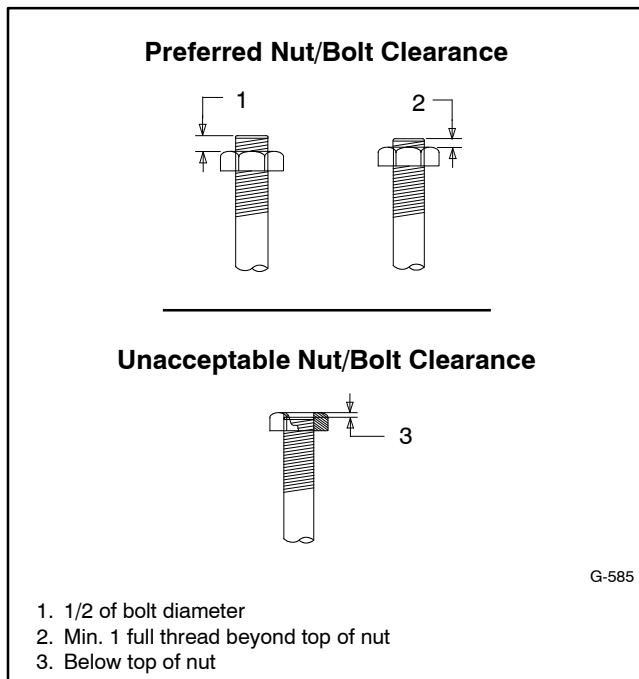 Preferred Nut/Bolt Clearance
1
2
Unacceptable Nut/Bolt Clearance
3
G-585
1. 1/2 of bolt diameter
2. Min. 1 full thread beyond top of nut
3. Below top of nut